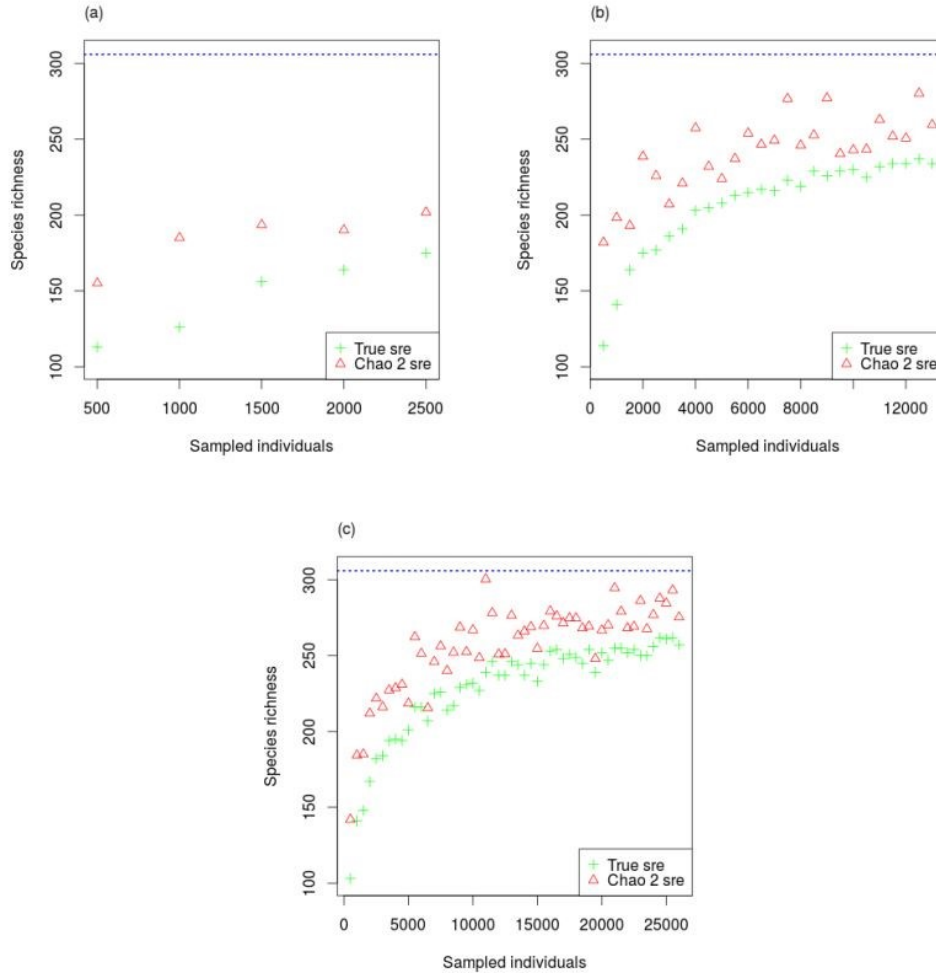 (a)
300
250
200
150
100
Species richness
True sre
Chao 2 sre
500 1000 1500 2000 2500
Sampled individuals
(b)
300
250
200
150
100
Species richness
True sre
Chao 2 sre
0 2000 4000 6000 8000 12000
Sampled individuals
(c)
300
250
200
150
100
Species richness
True sre
Chao 2 sre
0 5000 10000 15000 20000 25000
Sampled individuals